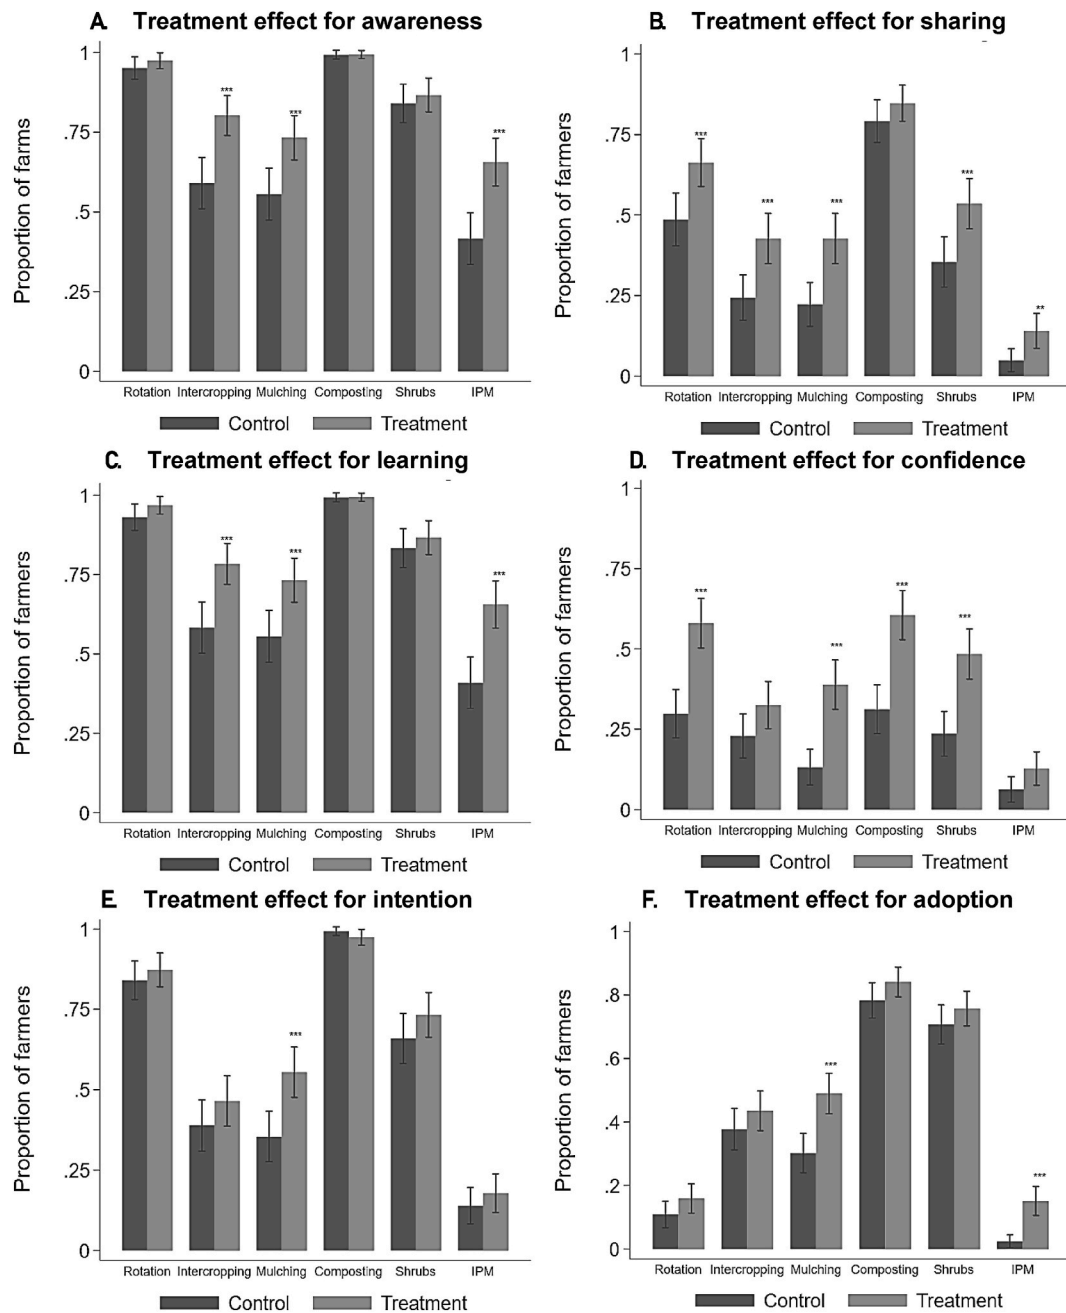 A. Treatment effect for awareness
Proportion of farms
1
.75
.5
.25
0
***
***
***
Rotation Intercropping Mulching Composting Shrubs IPM
Control Treatment
B. Treatment effect for sharing
Proportion of farmers
1
.75
.5
.25
0
***
***
***
***
**
Rotation Intercropping Mulching Composting Shrubs IPM
Control Treatment
C. Treatment effect for learning
Proportion of farmers
1
.75
.5
.25
0
***
***
***
Rotation Intercropping Mulching Composting Shrubs IPM
Control Treatment
D. Treatment effect for confidence
Proportion of farmers
1
.75
.5
.25
0
***
***
***
***
Rotation Intercropping Mulching Composting Shrubs IPM
Control Treatment
E. Treatment effect for intention
Proportion of farmers
1
.75
.5
.25
0
***
Rotation Intercropping Mulching Composting Shrubs IPM
Control Treatment
F. Treatment effect for adoption
Proportion of farmers
1
.8
.6
.4
.2
0
***
***
Rotation Intercropping Mulching Composting Shrubs IPM
Control Treatment